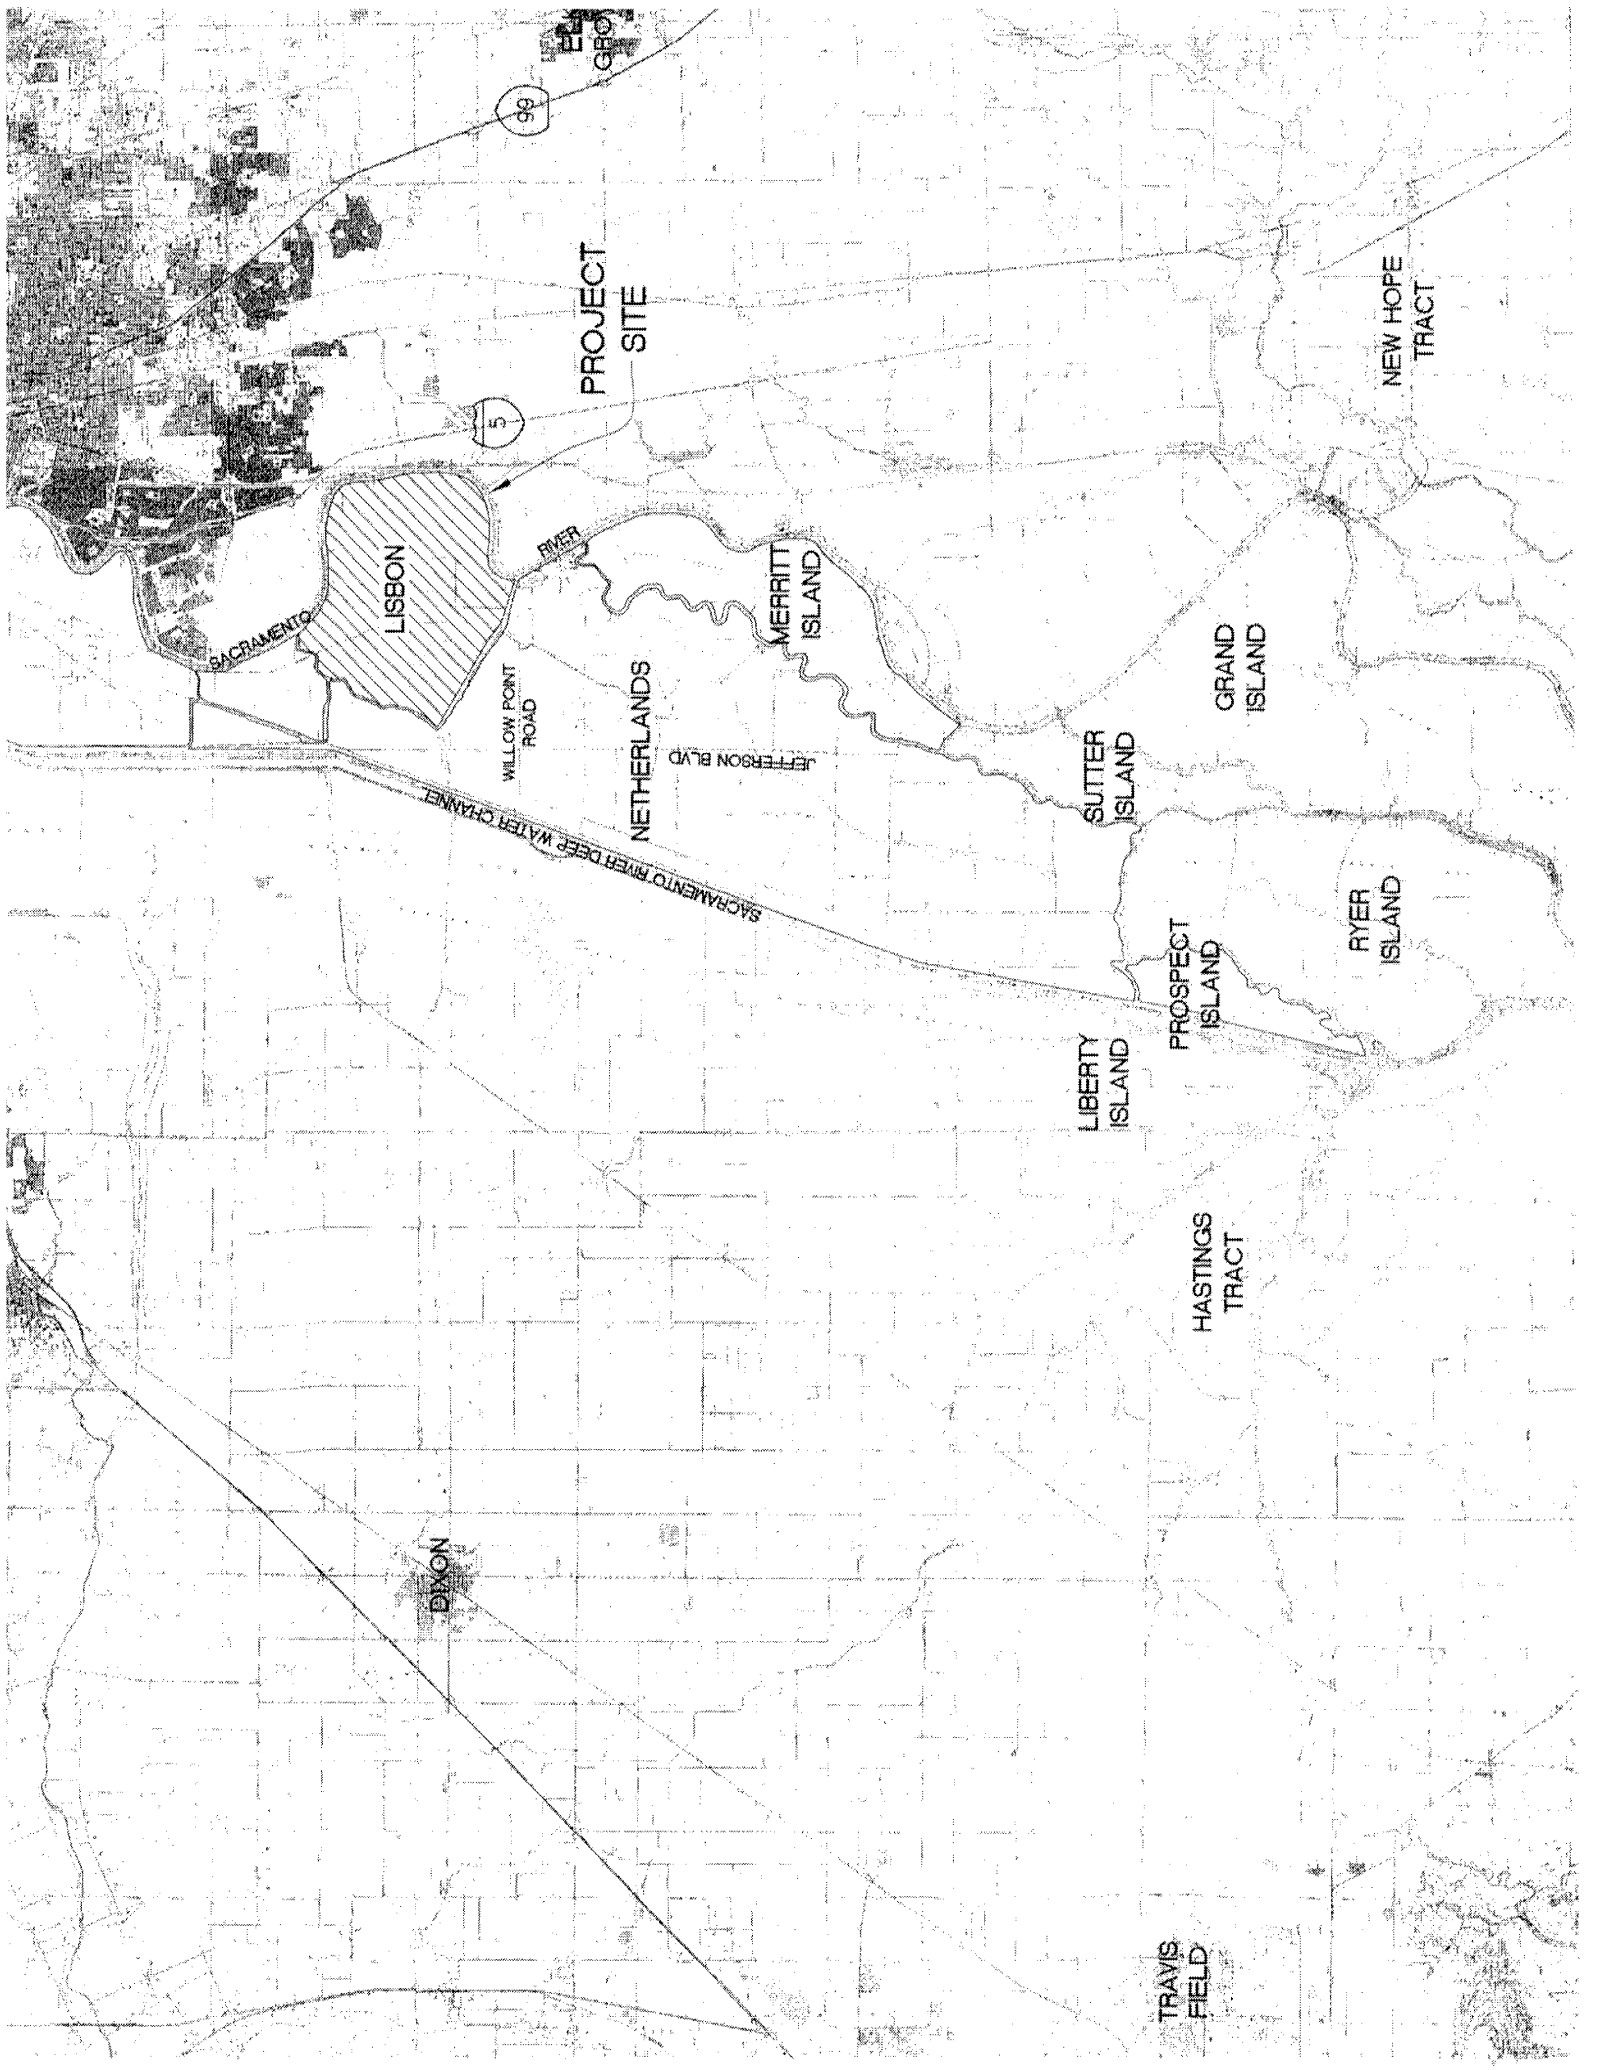 SACRAMENTO
LISBON
DIXON
SACRAMENTO RIVER DEEP WATER CHANNEL
5
WILLOW POINT
ROAD
99
RIVER
ELK
GRO
PROJECT
SITE
NETHERLANDS
JEFFERSON BLVD
MERRITT
ISLAND
LIBERTY
ISLAND
SUTTER
ISLAND
TRAVIS
FIELD
PROSPECT
ISLAND
HASTINGS
TRACT
GRAND
ISLAND
RYER
ISLAND
NEW HOPE
TRACT